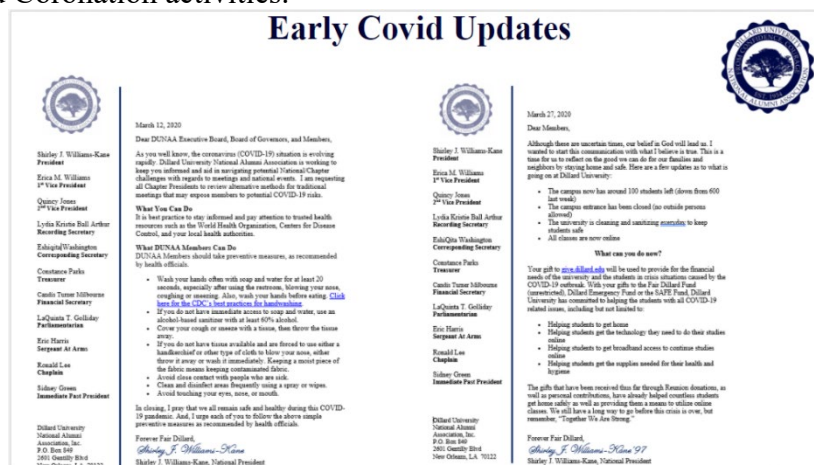 d Coronation activities.
Early Covid Updates
DILLARD UNIVERSITY
NATIONAL ALUMNI ASSOCIATION
Shirley J. Williams-Kane
President
Erica M. Williams
1st Vice President
Quincy Jones
2nd Vice President
Lydia Kristie Ball Arthur
Recording Secretary
Eshigita Washington
Corresponding Secretary
Constance Parks
Treasurer
Candis Turner Milbourne
Financial Secretary
LaQuinta T. Golliday
Parliamentarian
Eric Harris
Sergeant At Arms
Ronald Lee
Chaplain
Sidney Green
Immediate Past President
Dillard University
National Alumni
Association, Inc.
P.O. Box 849
2601 Gentilly Blvd
New Orleans, LA 70122
March 12, 2020
Dear DUNAA Executive Board, Board of Governors, and Members,
As you well know, the coronavirus (COVID-19) situation is evolving
rapidly. Dillard University National Alumni Association is working to
keep you informed and aid in navigating potential National Chapter
challenges with regards to meetings and national events. I am requesting
all Chapter Presidents to review alternative methods for traditional
meetings that may expose members to potential COVID-19 risks.
What You Can Do
It is best practice to stay informed and pay attention to trusted health
resources such as the World Health Organization, Centers for Disease
Control, and your local health authorities.
What DUNAA Members Can Do
DUNAA Members should take preventive measures, as recommended
by health officials.
• Wash your hands often with soap and water for at least 20
seconds, especially after using the restroom, blowing your nose,
coughing or sneezing. Also, wash your hands before eating. Click
here for the CDC's best practices for handwashing.
• If you do not have immediate access to soap and water, use an
alcohol-based sanitizer with at least 60% alcohol.
• Cover your cough or sneeze with a tissue, then throw the tissue
away.
• If you do not have tissue available and are forced to use either a
handkerchief or other type of cloth to blow your nose, either
throw it away or wash it immediately. Keeping a moist piece of
the fabric means keeping contaminated fabric.
• Avoid close contact with people who are sick.
• Clean and disinfect areas frequently using a spray or wipes.
• Avoid touching your eyes, nose, or mouth.
In closing, I pray that we all remain safe and healthy during this COVID-
19 pandemic. And, I urge each of you to follow the above simple
preventive measures as recommended by health officials.
Forever Fair Dillard,
Shirley J. Williams-Kane
Shirley J. Williams-Kane, National President
Shirley J. Williams-Kane
President
Erica M. Williams
1st Vice President
Quincy Jones
2nd Vice President
Lydia Kristie Ball Arthur
Recording Secretary
EshiQita Washington
Corresponding Secretary
Constance Parks
Treasurer
Candis Turner Milbourne
Financial Secretary
LaQuinta T. Golliday
Parliamentarian
Eric Harris
Sergeant At Arms
Ronald Lee
Chaplain
Sidney Green
Immediate Past President
Dillard University
National Alumni
Association, Inc.
P.O. Box 849
2601 Gentilly Blvd
New Orleans, LA 70122
March 27, 2020
Dear Members,
Although these are uncertain times, our belief in God will lead us. I
wanted to start this communication with what I believe is true. This is a
time for us to reflect on the good we can do for our families and
neighbors by staying home and safe. Here are a few updates as to what is
going on at Dillard University:
• The campus now has around 100 students left (down from 600
last week)
• The campus entrance has been closed (no outside persons
allowed)
• The university is cleaning and sanitizing everyday to keep
students safe
• All classes are now online
What can you do now?
Your gift to give.dillard.edu will be used to provide for the financial
needs of the university and the students in crisis situations caused by the
COVID-19 outbreak. With your gifts to the Fair Dillard Fund
(unrestricted), Dillard Emergency Fund or the SAFE Fund, Dillard
University has committed to helping the students with all COVID-19
related issues, including but not limited to:
• Helping students to get home
• Helping students get the technology they need to do their studies
online
• Helping students to get broadband access to continue studies
online
• Helping students get the supplies needed for their health and
hygiene
The gifts that have been received thus far through Reunion donations, as
well as personal contributions, have already helped countless students
get home safely as well as providing them a means to utilize online
classes. We still have a long way to go before this crisis is over, but
remember, "Together We Are Strong."
Forever Fair Dillard,
Shirley J. Williams-Kane '97
Shirley J. Williams-Kane, National President